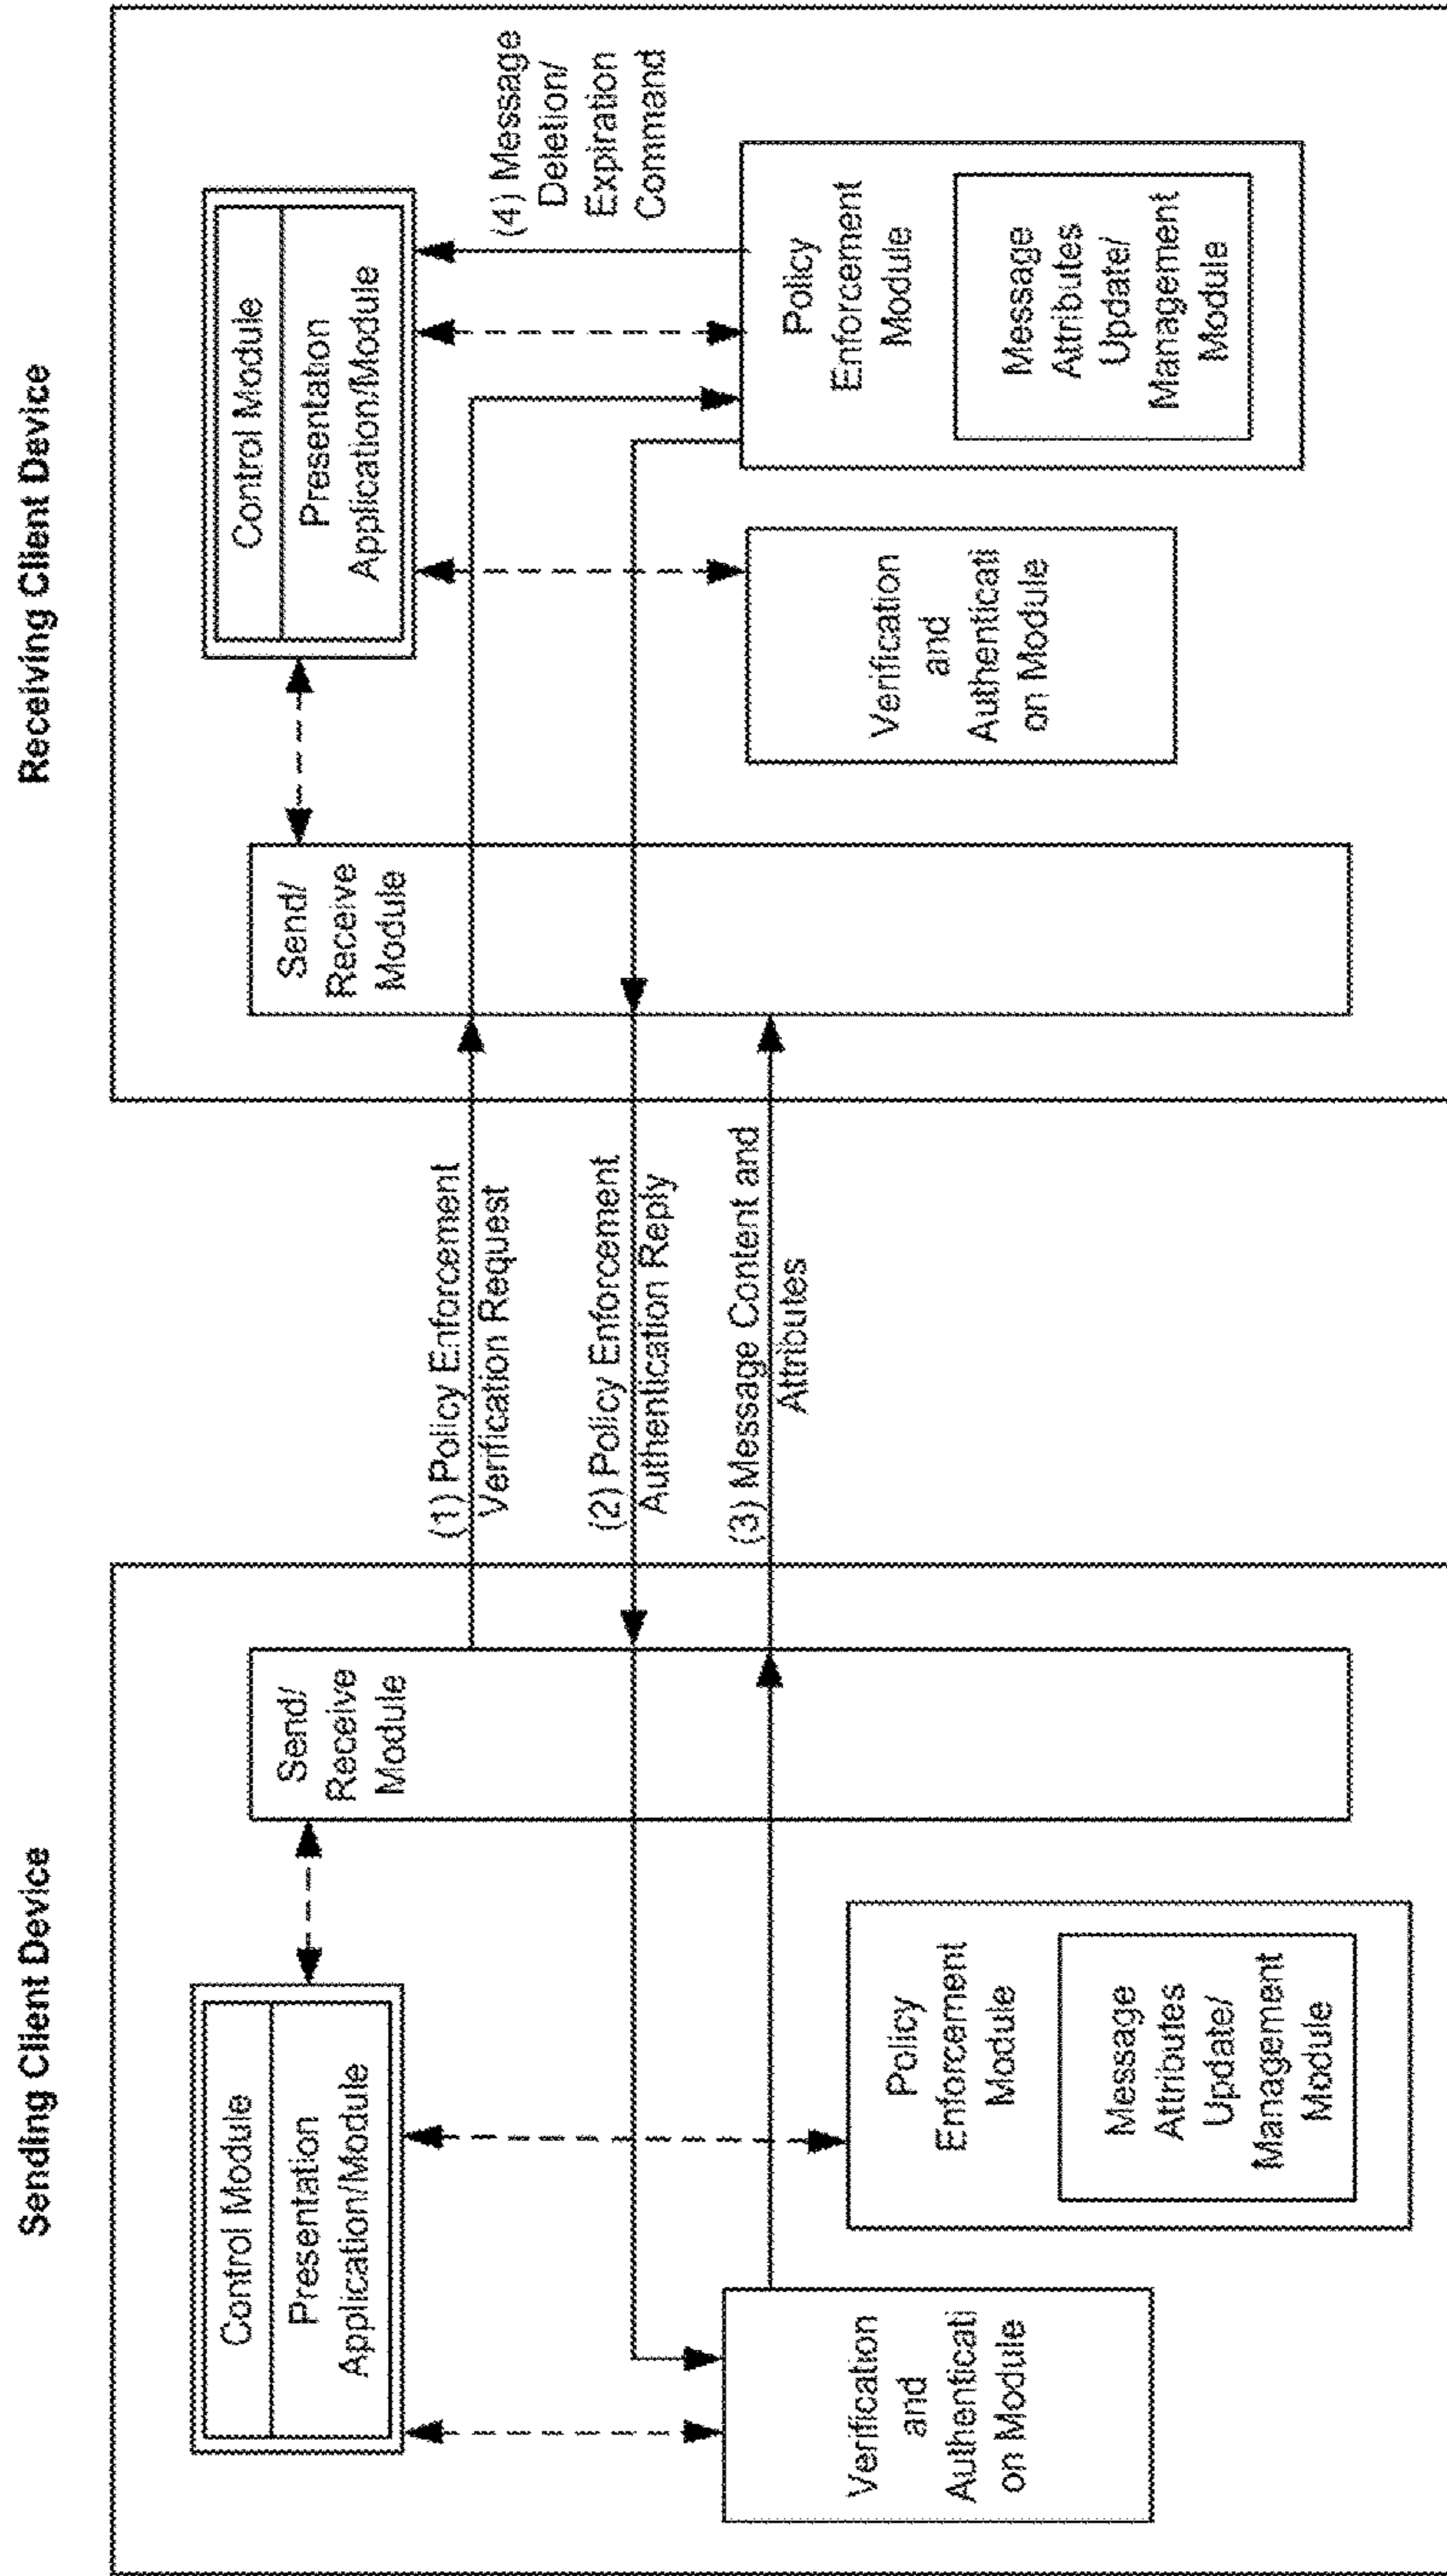 Sending Client Device
Control Module
Presentation
Application/Module
Send/
Receive
Module
Verification
and
Authenticati
on Module
Policy
Enforcement
Module
Message
Attributes
Update/
Management
Module
(1) Policy Enforcement
Verification Request
(2) Policy Enforcement
Authentication Reply
(3) Message Content and
Attributes
Receiving Client Device
Send/
Receive
Module
Control Module
Presentation
Application/Module
(4) Message
Deletion/
Expiration
Command
Verification
and
Authenticati
on Module
Policy
Enforcement
Module
Message
Attributes
Update/
Management
Module